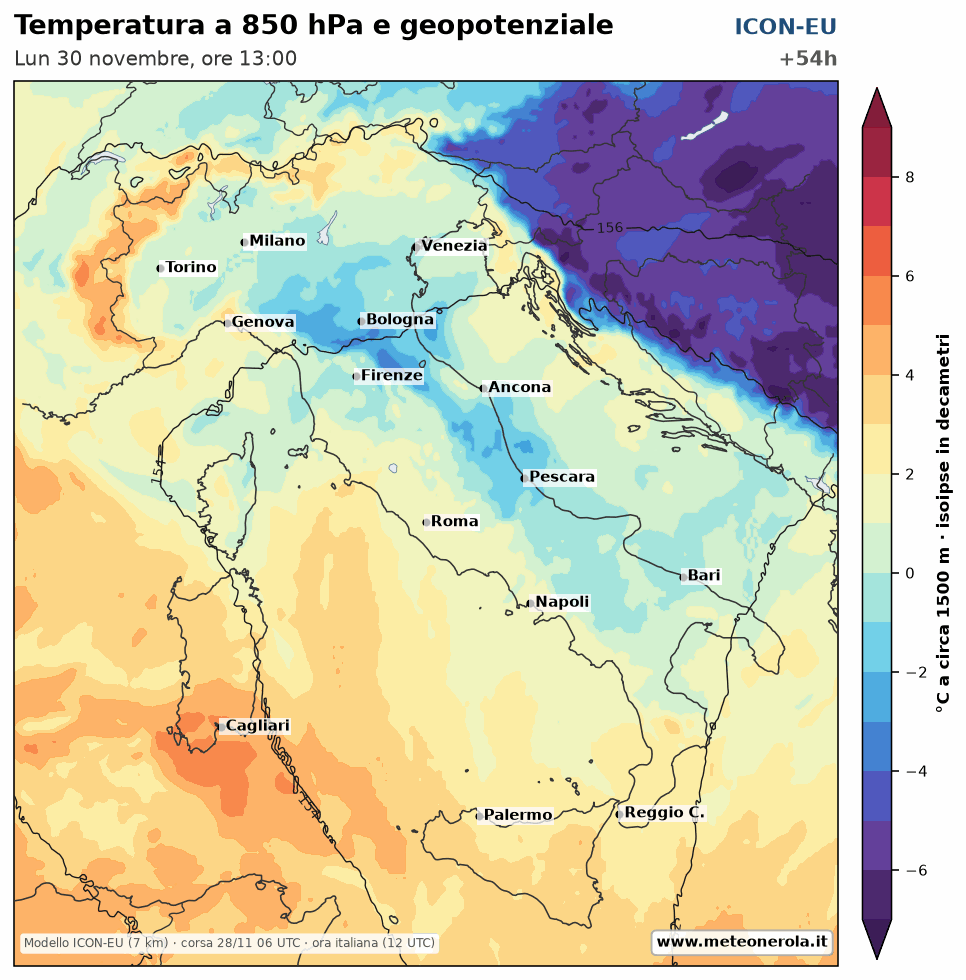 Temperatura a 850 hPa e geopotenziale
ICON-EU
Lun 30 novembre, ore 13:00
+54h
156
Milano
Venezia
Torino
Genova
Bologna
Firenze
Ancona
154
Pescara
Roma
Bari
Napoli
Cagliari
154
Palermo
Reggio C.
8
6
4
2
0
−2
−4
−6
°C a circa 1500 m · isoipse in decametri
Modello ICON-EU (7 km) · corsa 28/11 06 UTC · ora italiana (12 UTC)
www.meteonerola.it